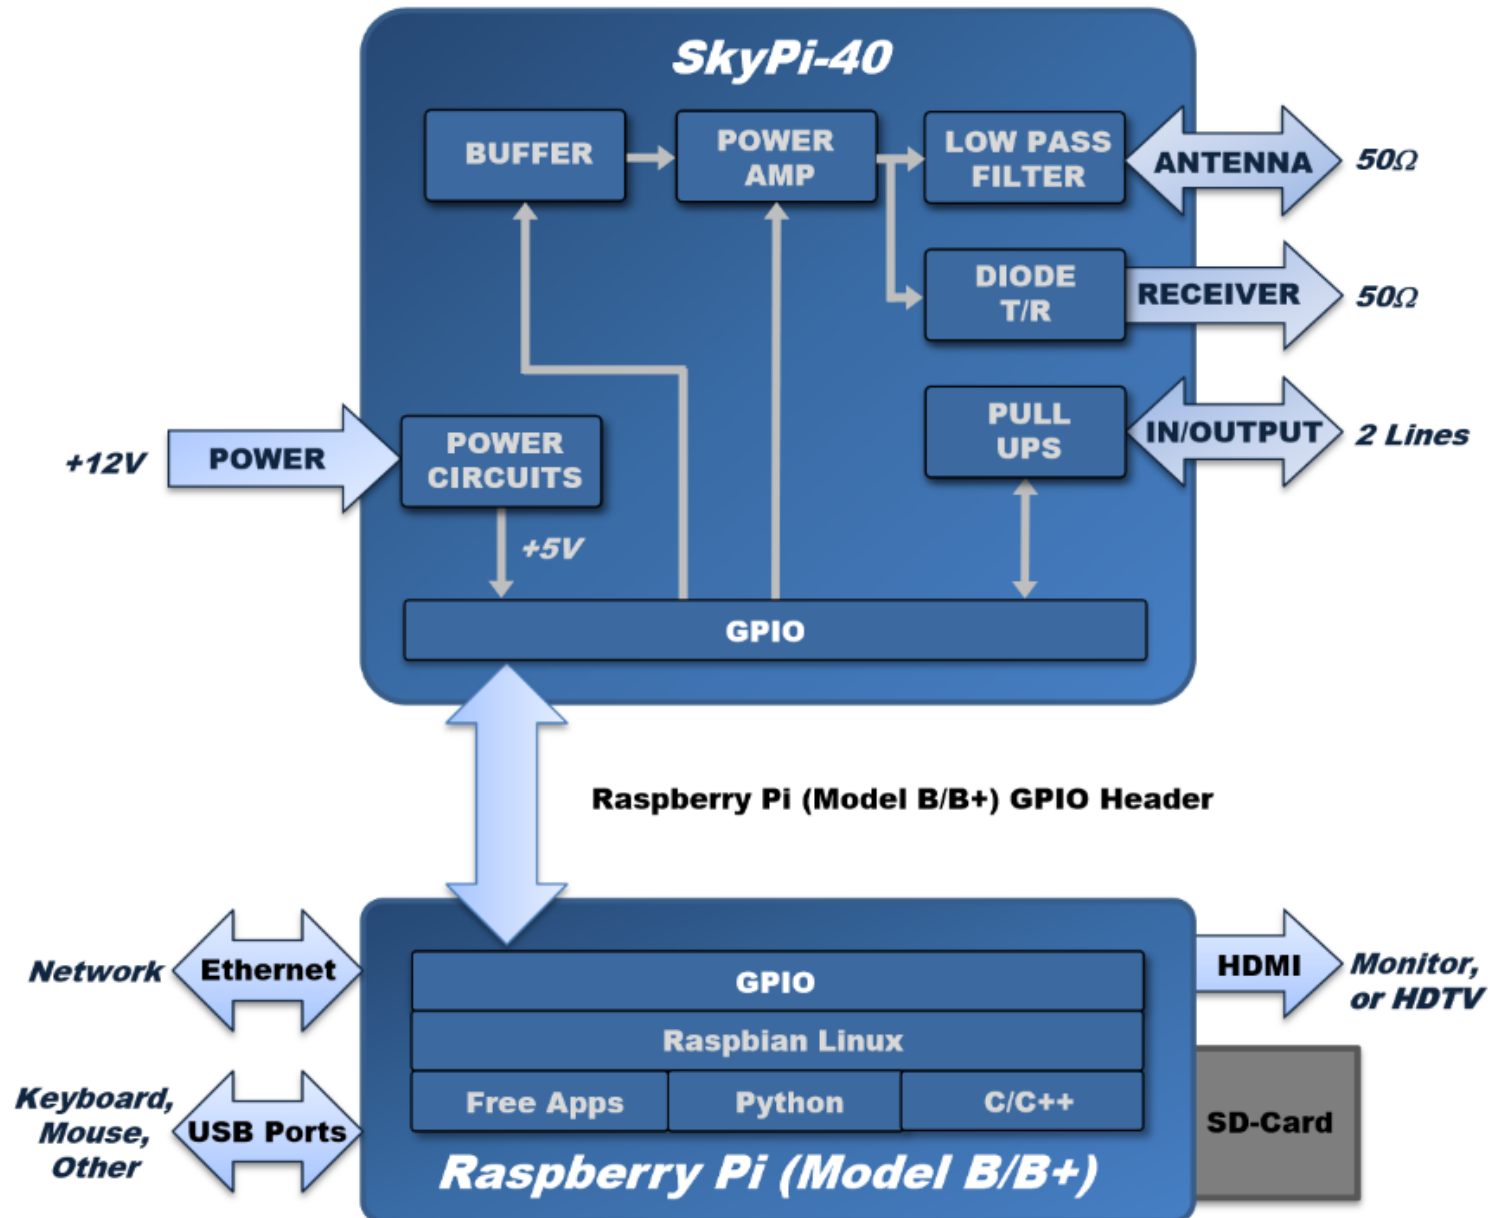 SkyPi-40
BUFFER
POWER
AMP
LOW PASS
FILTER
ANTENNA
50Ω
DIODE
T/R
RECEIVER
50Ω
PULL
UPS
IN/OUTPUT
2 Lines
+12V
POWER
POWER
CIRCUITS
+5V
GPIO
Raspberry Pi (Model B/B+) GPIO Header
Network
Ethernet
GPIO
HDMI
Monitor,
or HDTV
Raspbian Linux
Keyboard,
Mouse,
Other
USB Ports
Free Apps
Python
C/C++
SD-Card
Raspberry Pi (Model B/B+)